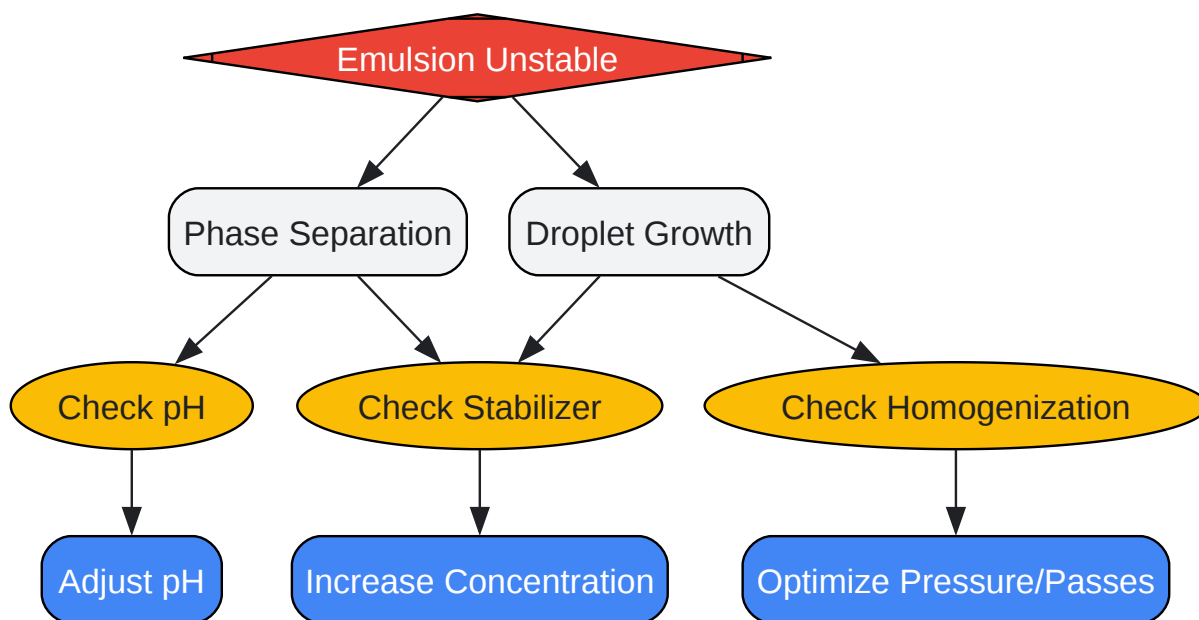 Emulsion Unstable
Phase Separation
Droplet Growth
Check pH
Check Stabilizer
Check Homogenization
Adjust pH
Increase Concentration
Optimize Pressure/Passes